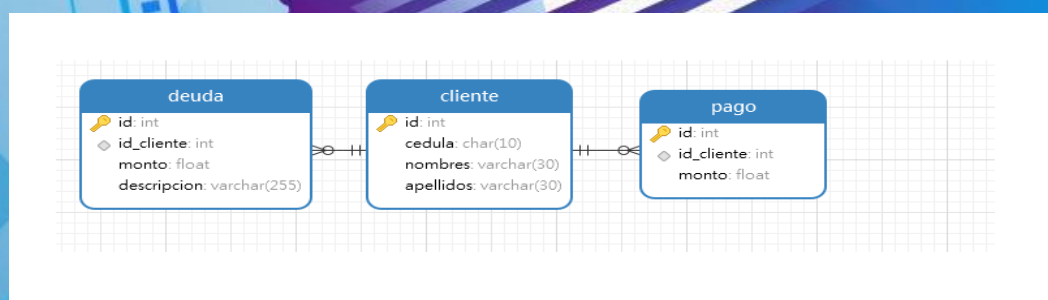 deuda
id: int
id_cliente: int
monto: float
descripcion: varchar(255)
cliente
id: int
cedula: char(10)
nombres: varchar(30)
apellidos: varchar(30)
pago
id: int
id_cliente: int
monto: float